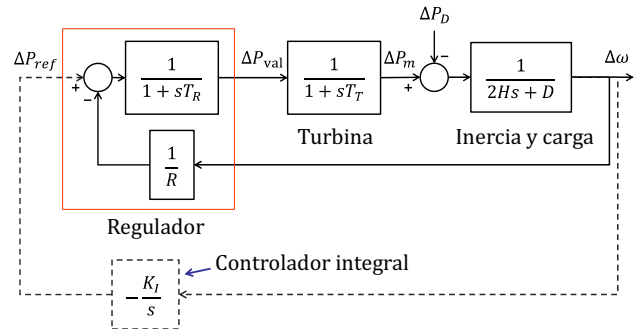 ΔP_D
ΔP_ref
+
−
1 / (1 + sT_R)
ΔP_val
1 / (1 + sT_T)
ΔP_m
+
−
1 / (2Hs + D)
Δω
Turbina
Inercia y carga
1 / R
Regulador
Controlador integral
−K_I / s